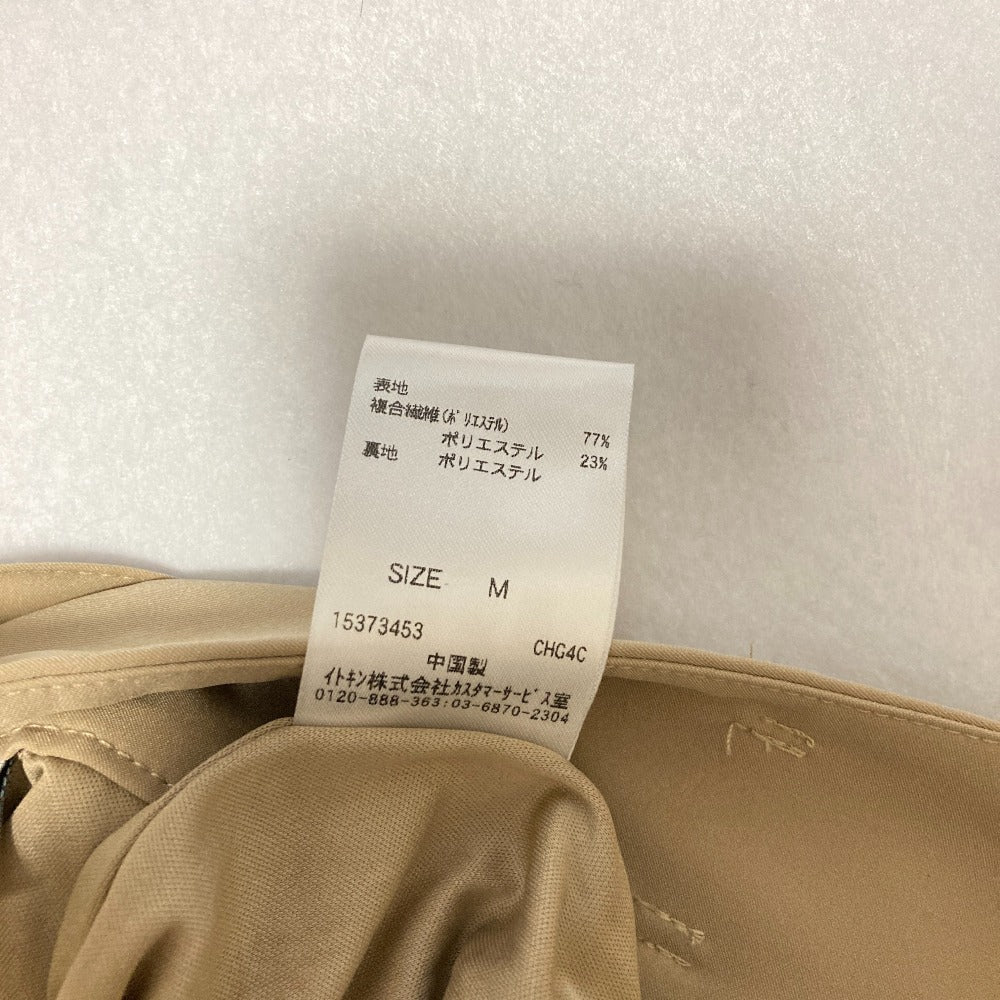 表地
複合繊維(ﾎﾟﾘｴｽﾃﾙ) 77%
ポリエステル 23%
裏地 ポリエステル
SIZE M
15373453 CHG4C
中国製
イトキン株式会社ｶｽﾀﾏｰｻｰﾋﾞｽ室
0120-888-363:03-6870-2304